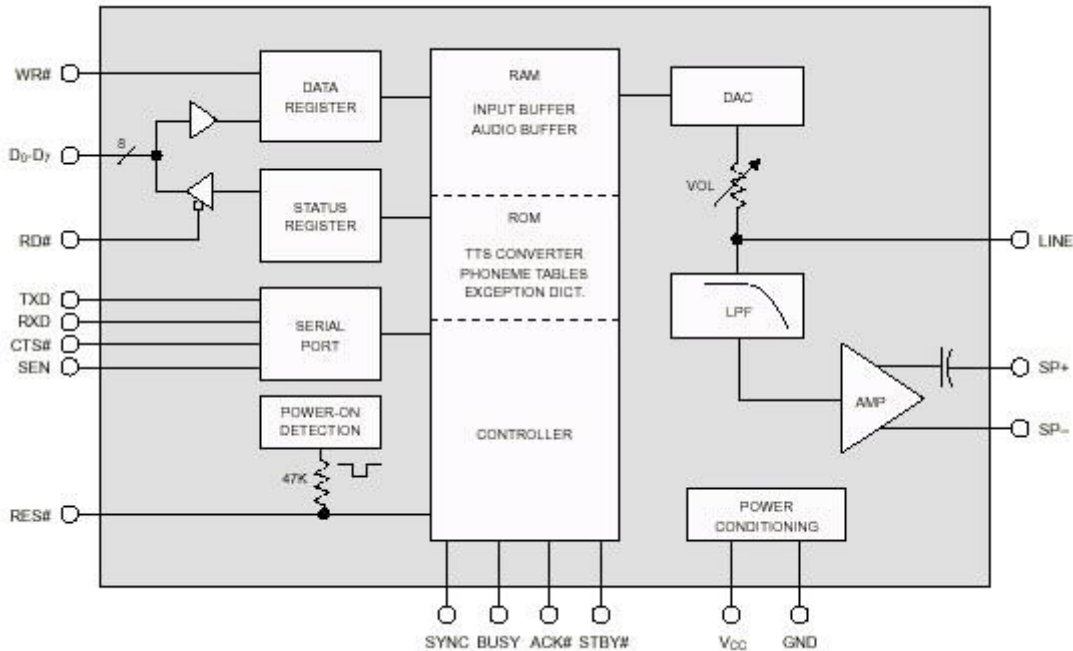 WR#
D0-D7
8
RD#
TXD
RXD
CTS#
SEN
RES#
DATA
REGISTER
STATUS
REGISTER
SERIAL
PORT
POWER-ON
DETECTION
47K
RAM
INPUT BUFFER
AUDIO BUFFER
ROM
TTS CONVERTER
PHONEME TABLES
EXCEPTION DICT.
CONTROLLER
DAC
VOL
LPF
AMP
POWER
CONDITIONING
LINE
SP+
SP–
SYNC
BUSY
ACK#
STBY#
VCC
GND